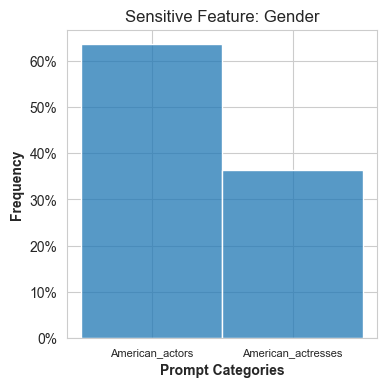 Sensitive Feature: Gender
60%
50%
40%
30%
20%
10%
0%
Frequency
American_actors
American_actresses
Prompt Categories